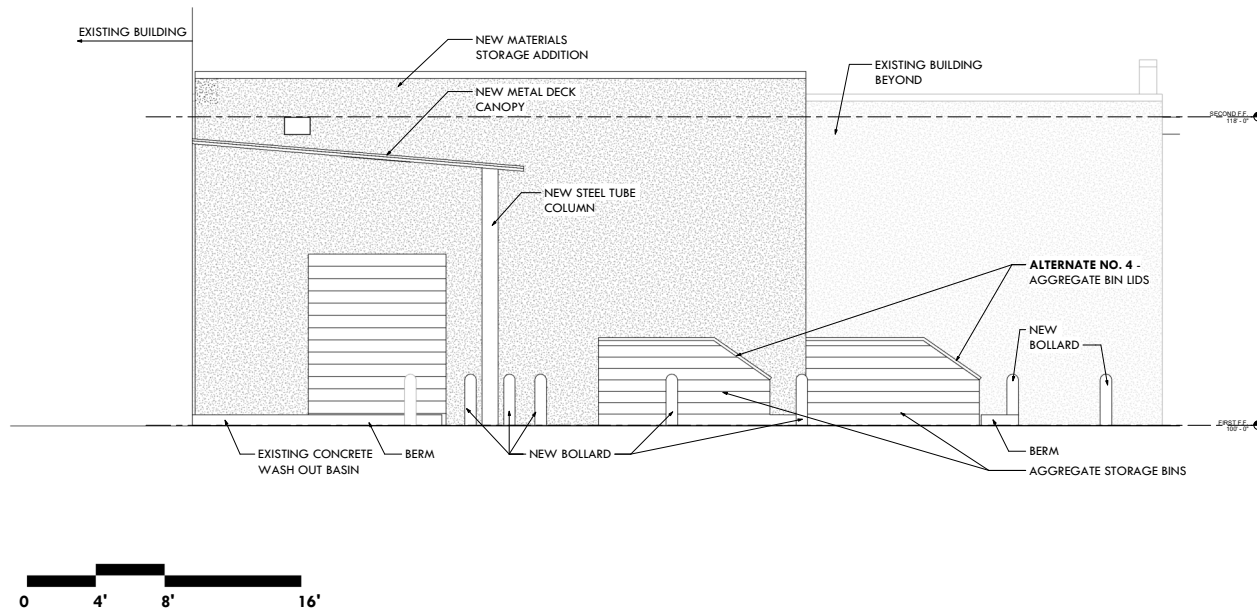 EXISTING BUILDING
NEW MATERIALS
STORAGE ADDITION
EXISTING BUILDING
BEYOND
NEW METAL DECK
CANOPY
SECOND F.F.
118' - 0"
NEW STEEL TUBE
COLUMN
ALTERNATE NO. 4 -
AGGREGATE BIN LIDS
NEW
BOLLARD
FIRST F.F.
100' - 0"
EXISTING CONCRETE
WASH OUT BASIN
BERM
NEW BOLLARD
BERM
AGGREGATE STORAGE BINS
0 4' 8' 16'